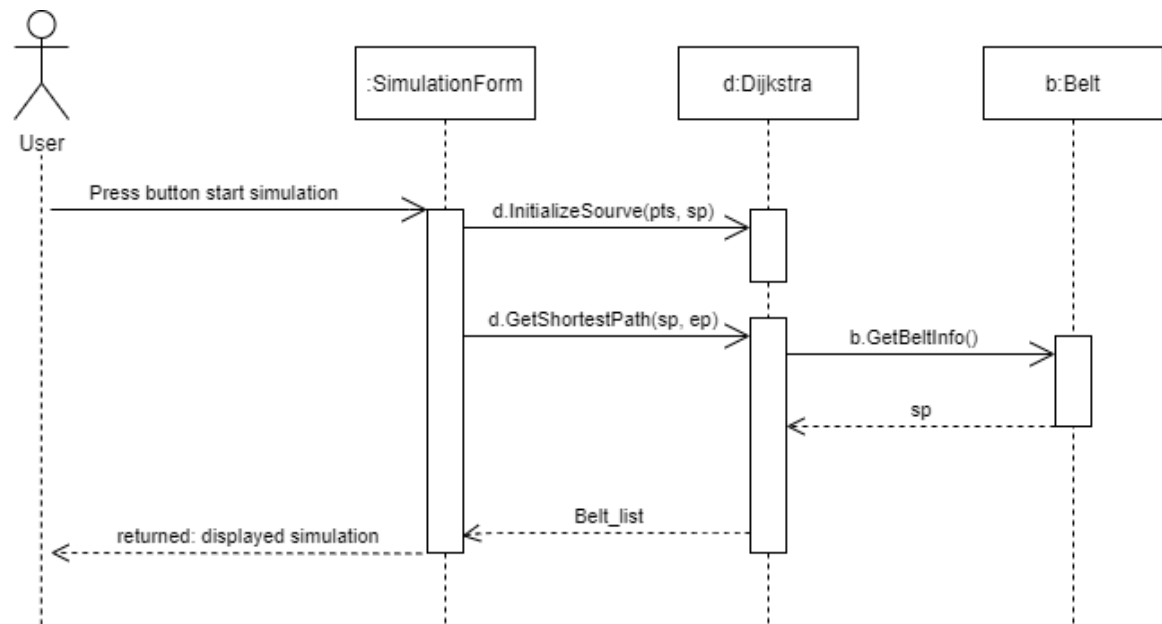 :SimulationForm
d:Dijkstra
b:Belt
User
Press button start simulation
d.InitializeSourve(pts, sp)
d.GetShortestPath(sp, ep)
b.GetBeltInfo()
sp
Belt_list
returned: displayed simulation